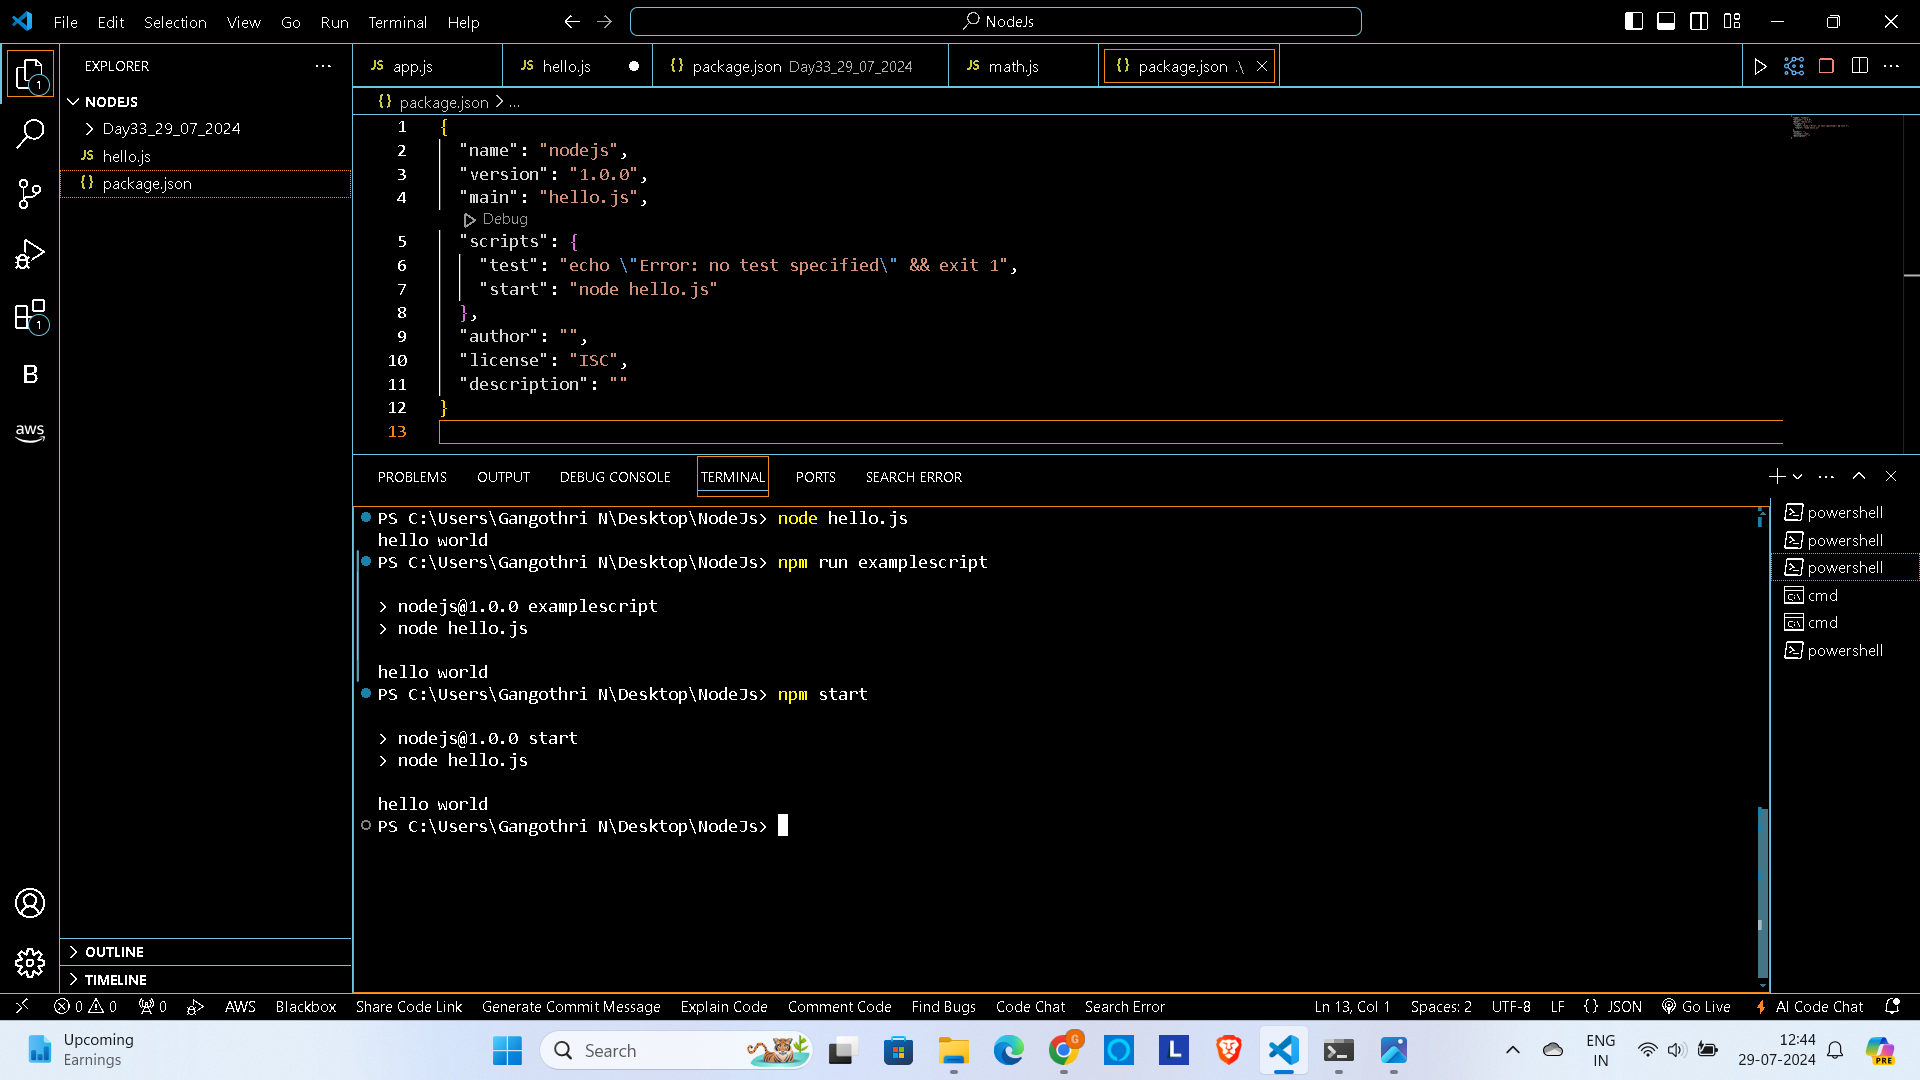 File Edit Selection View Go Run Terminal Help
NodeJs
EXPLORER
NODEJS
Day33_29_07_2024
JS hello.js
{} package.json
OUTLINE
TIMELINE
JS app.js
JS hello.js
{} package.json Day33_29_07_2024
JS math.js
{} package.json .\
{} package.json > ...
1 {
2 "name": "nodejs",
3 "version": "1.0.0",
4 "main": "hello.js",
Debug
5 "scripts": {
6 "test": "echo \"Error: no test specified\" && exit 1",
7 "start": "node hello.js"
8 },
9 "author": "",
10 "license": "ISC",
11 "description": ""
12 }
13
PROBLEMS OUTPUT DEBUG CONSOLE TERMINAL PORTS SEARCH ERROR
PS C:\Users\Gangothri N\Desktop\NodeJs> node hello.js
hello world
PS C:\Users\Gangothri N\Desktop\NodeJs> npm run examplescript
> nodejs@1.0.0 examplescript
> node hello.js
hello world
PS C:\Users\Gangothri N\Desktop\NodeJs> npm start
> nodejs@1.0.0 start
> node hello.js
hello world
PS C:\Users\Gangothri N\Desktop\NodeJs>
powershell
powershell
powershell
cmd
cmd
powershell
1
1
B
aws
0 0 0 AWS Blackbox Share Code Link Generate Commit Message Explain Code Comment Code Find Bugs Code Chat Search Error Ln 13, Col 1 Spaces: 2 UTF-8 LF {} JSON Go Live AI Code Chat
Upcoming
Earnings
Search
G
L
ENG
IN
12:44
29-07-2024
PRE